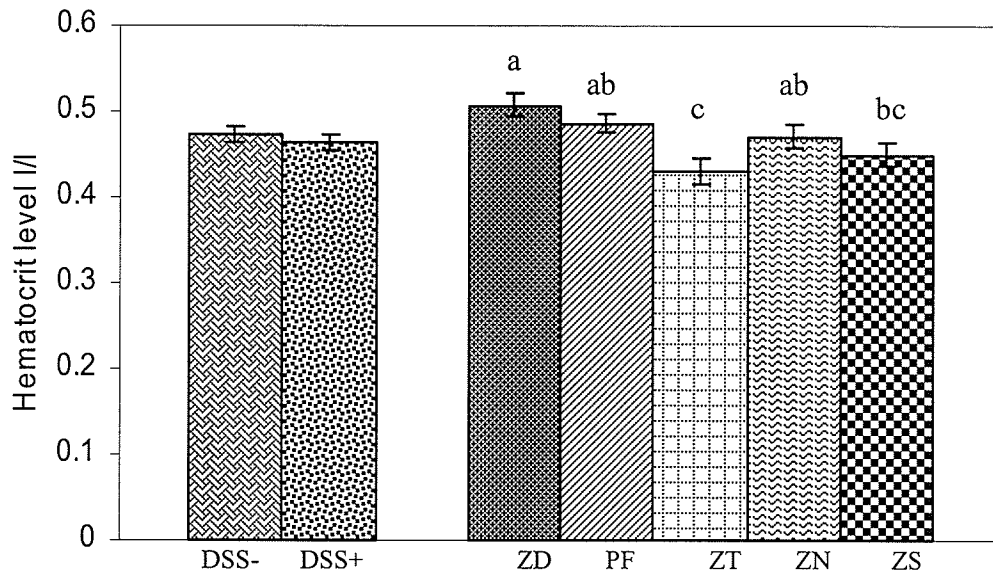 0.6
0.5
0.4
0.3
0.2
0.1
0
Hematocrit level l/l
a
ab
c
ab
bc
DSS-
DSS+
ZD
PF
ZT
ZN
ZS